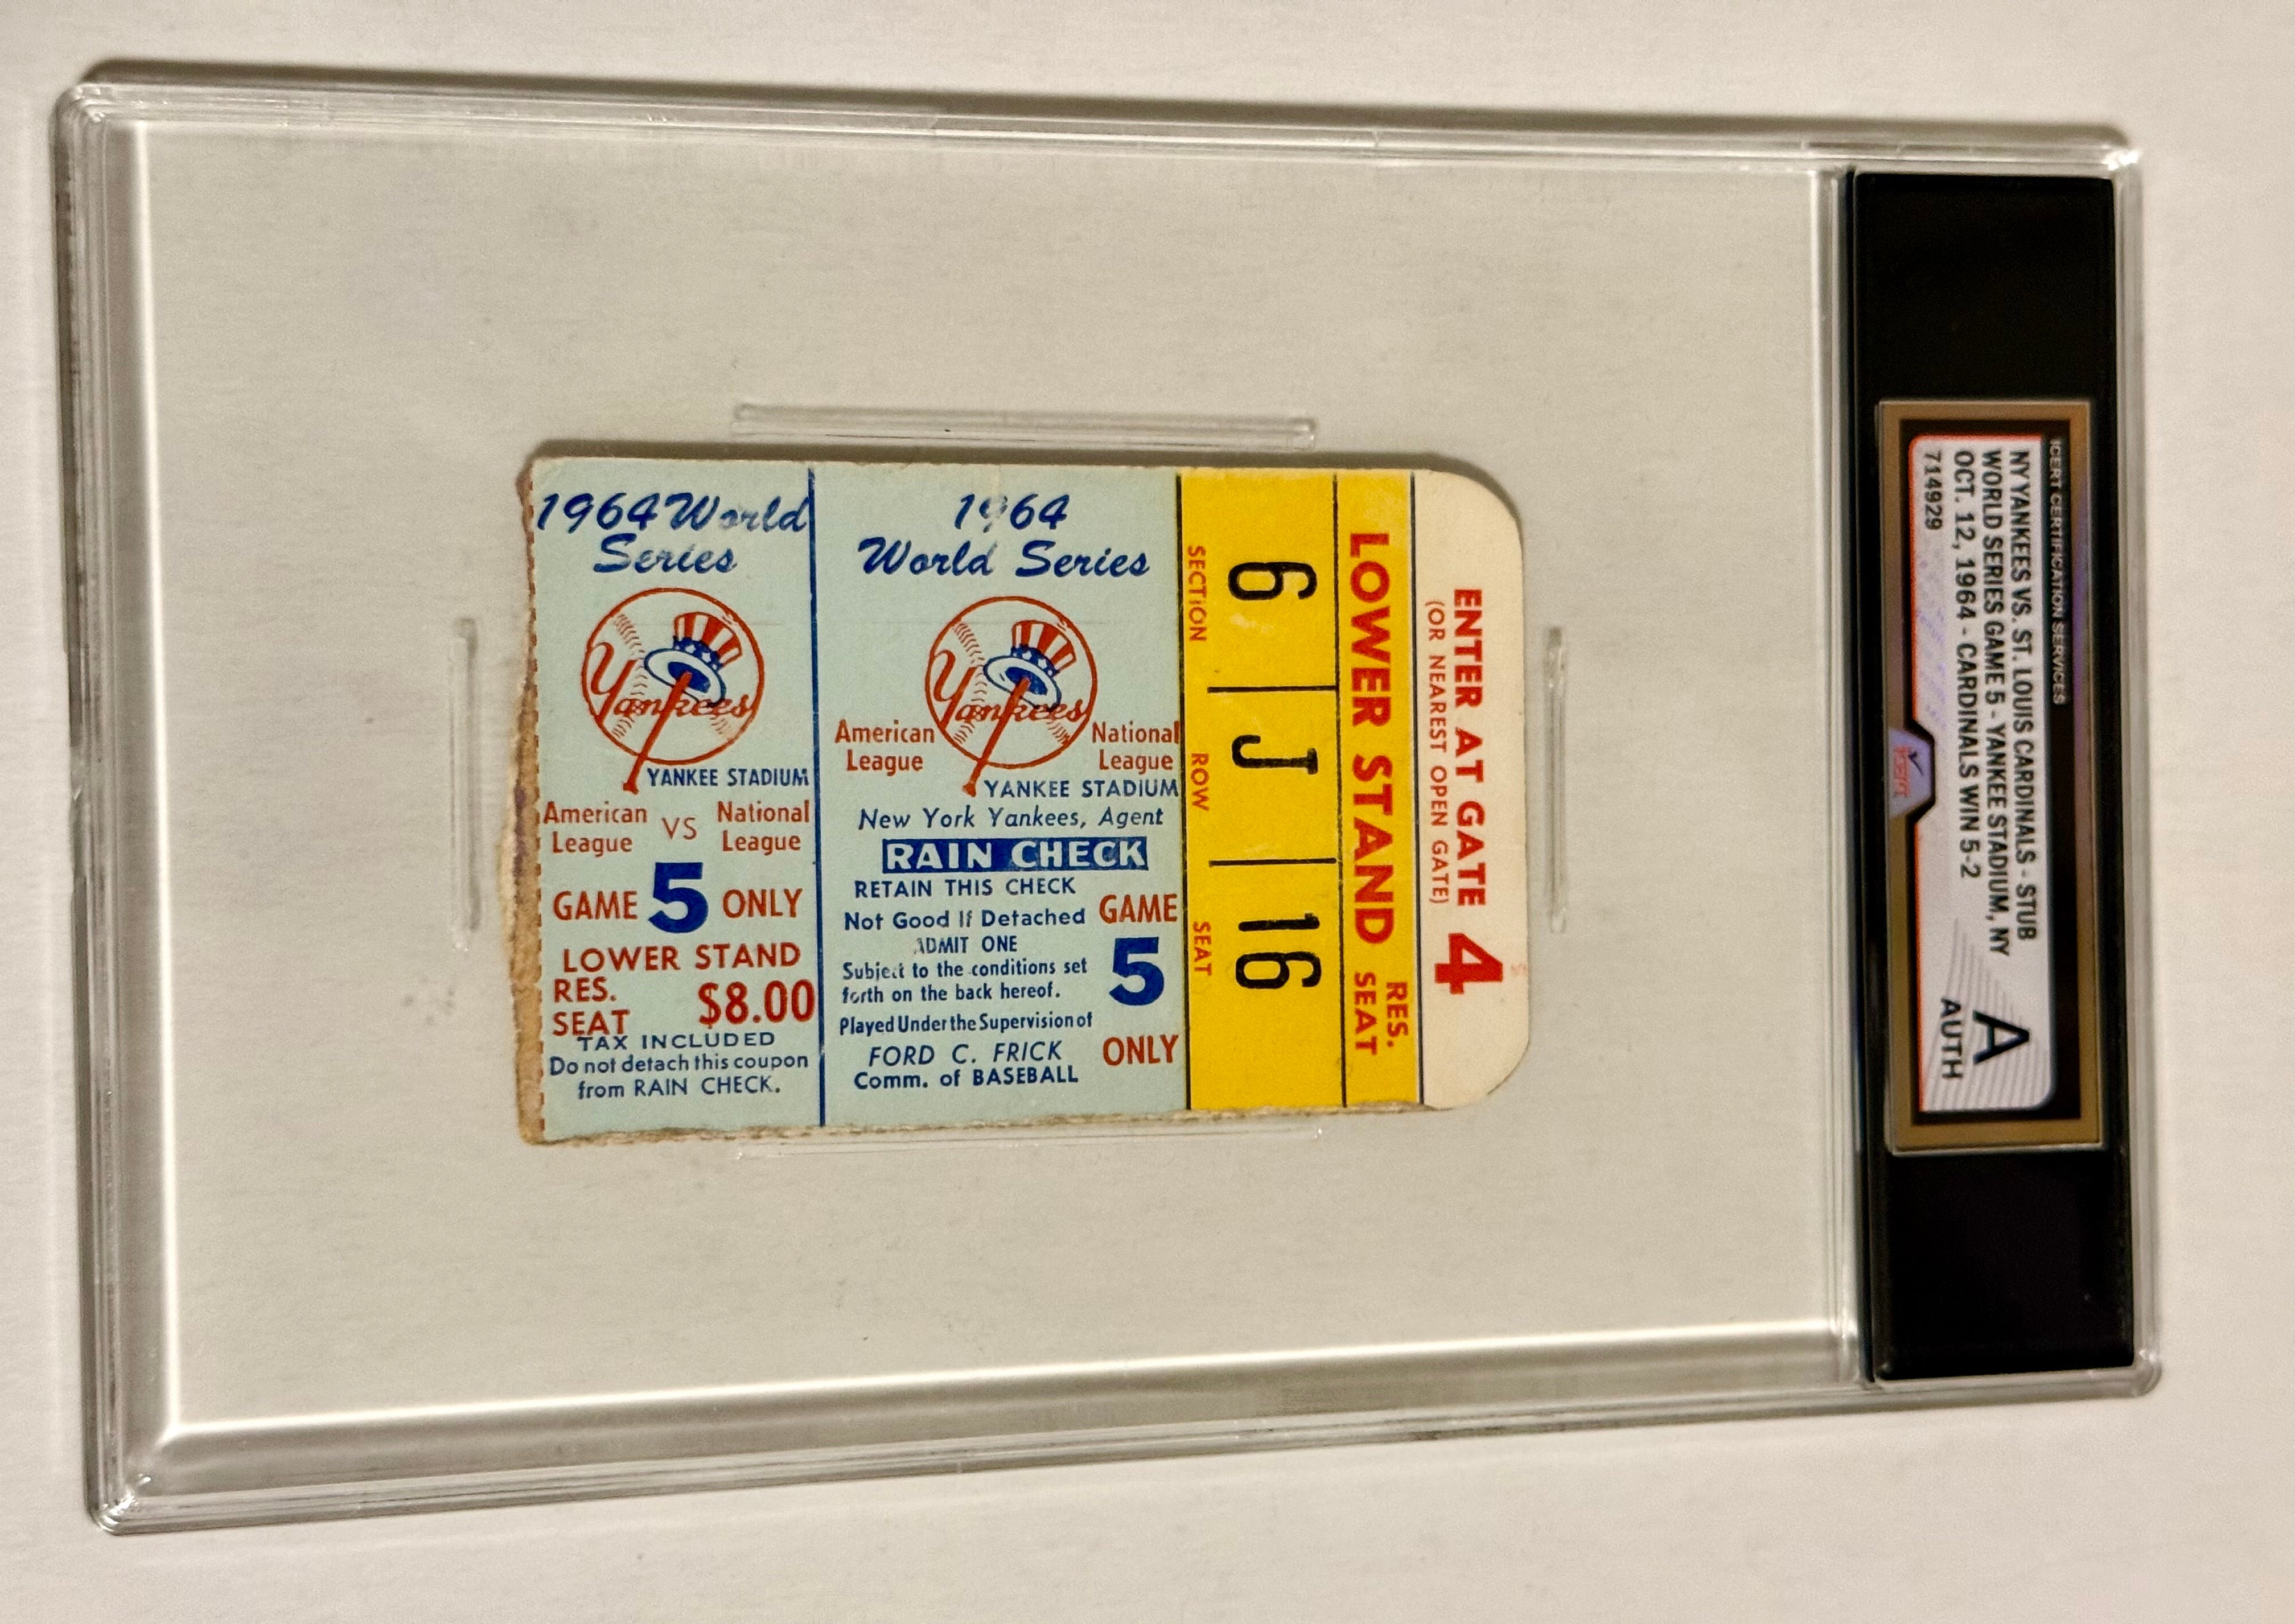 1964 World
Series
Yankees
YANKEE STADIUM
American
League
VS
National
League
GAME 5 ONLY
LOWER STAND
RES.
SEAT
$8.00
TAX INCLUDED
Do not detach this coupon
from RAIN CHECK.
1964
World Series
Yankees
American
League
National
League
YANKEE STADIUM
New York Yankees, Agent
RAIN CHECK
RETAIN THIS CHECK
Not Good If Detached
ADMIT ONE
Subject to the conditions set
forth on the back hereof.
Played Under the Supervision of
FORD C. FRICK
Comm. of BASEBALL
GAME
5
ONLY
SECTION ROW SEAT
6 J 16
LOWER STAND RES. SEAT
ENTER AT GATE 4
(OR NEAREST OPEN GATE)
ICERT CERTIFICATION SERVICES
NY YANKEES VS. ST. LOUIS CARDINALS - STUB
WORLD SERIES GAME 5 - YANKEE STADIUM, NY
OCT. 12, 1964 - CARDINALS WIN 5-2
714929
A
AUTH